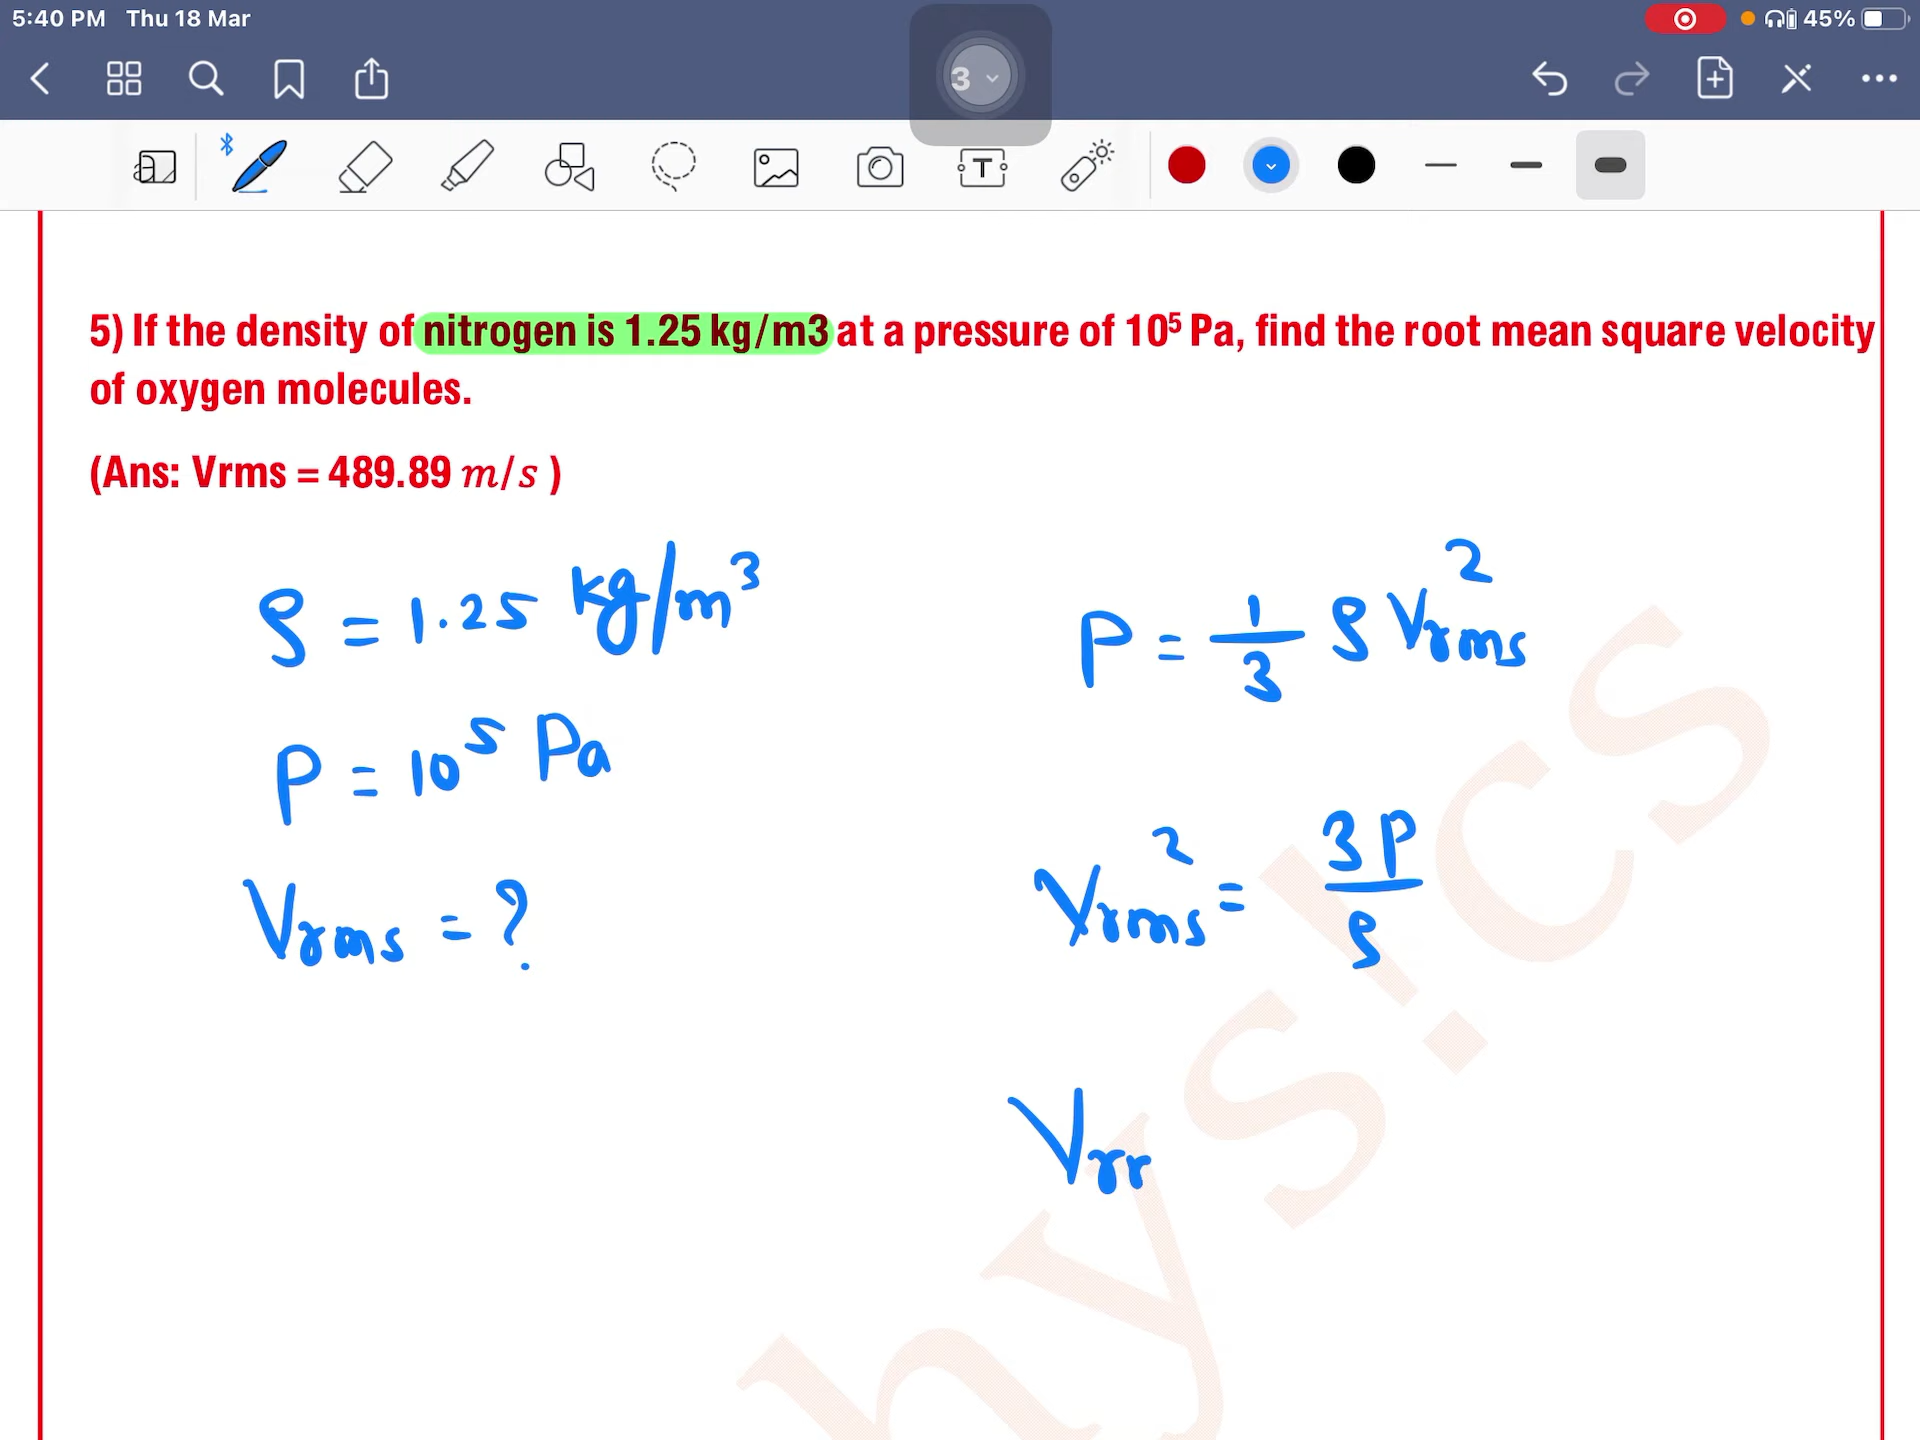 5:40 PM Thu 18 Mar
45%
3
T
5) If the density of nitrogen is 1.25 kg/m3 at a pressure of 10⁵ Pa, find the root mean square velocity
of oxygen molecules.
(Ans: Vrms = 489.89 m/s )
ρ = 1.25 kg/m³
P = 10⁵ Pa
Vrms = ?
P = 1/3 ρ Vrms²
Vrms² = 3P/ρ
Vrr
hys!cs